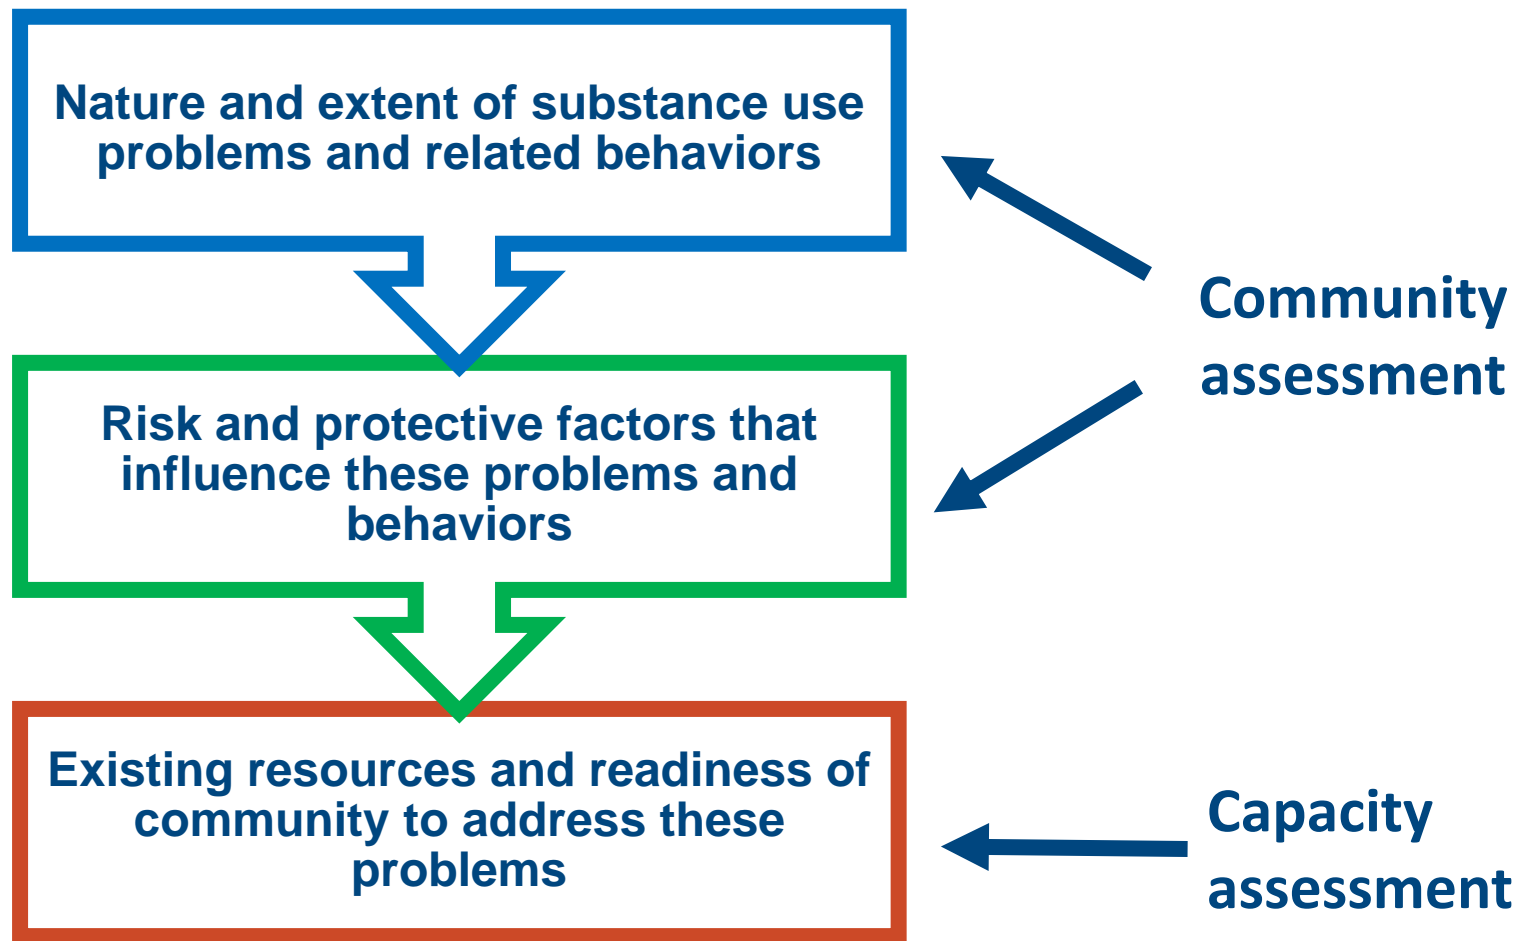 Nature and extent of substance use
problems and related behaviors
Community
assessment
Risk and protective factors that
influence these problems and
behaviors
Existing resources and readiness of
community to address these
problems
Capacity
assessment